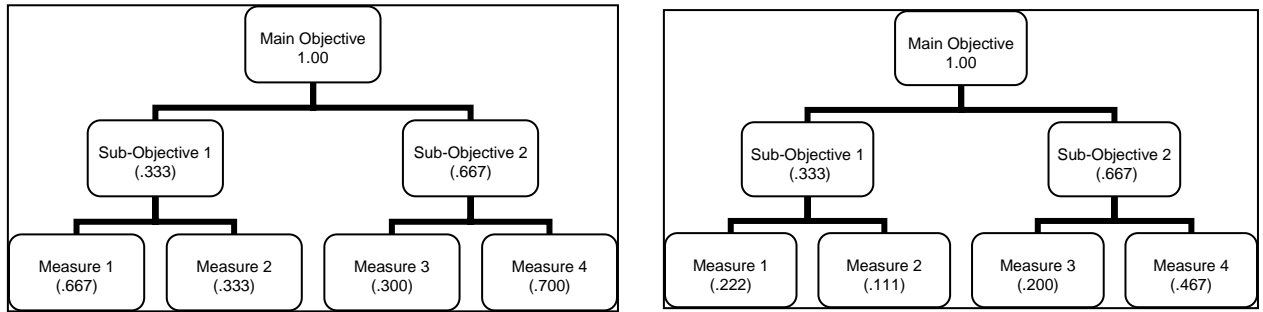 Main Objective
1.00
Sub-Objective 1
(.333)
Sub-Objective 2
(.667)
Measure 1
(.667)
Measure 2
(.333)
Measure 3
(.300)
Measure 4
(.700)
Main Objective
1.00
Sub-Objective 1
(.333)
Sub-Objective 2
(.667)
Measure 1
(.222)
Measure 2
(.111)
Measure 3
(.200)
Measure 4
(.467)